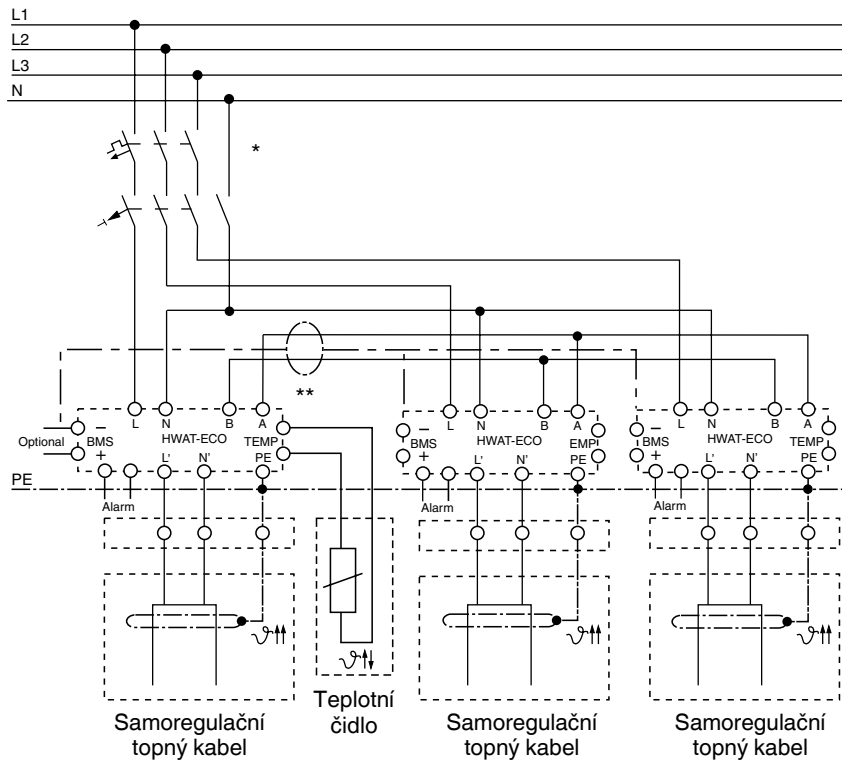 L1
L2
L3
N
*
**
L N B A
L N B A
L N B A
Optional
− BMS + HWAT-ECO TEMP
L' N' PE
− BMS + HWAT-ECO EMP
L' N' PE
− BMS + HWAT-ECO TEMP
L' N' PE
PE
Alarm
Alarm
Alarm
Samoregulační
topný kabel
Teplotní
čidlo
Samoregulační
topný kabel
Samoregulační
topný kabel